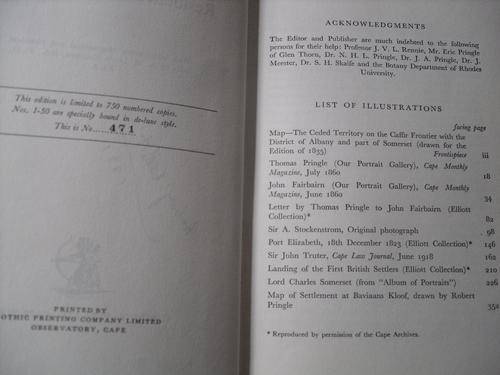 This edition is limited to 750 numbered copies.
Nos. 1-50 are specially bound in de-luxe style.
This is No. 471
PRINTED BY
OTHIC PRINTING COMPANY LIMITED
OBSERVATORY, CAPE
ACKNOWLEDGMENTS
The Editor and Publisher are much indebted to the following
persons for their help: Professor J. V. L. Rennie, Mr. Eric Pringle
of Glen Thorn, Dr. N. H. L. Pringle, Dr. J. A. Pringle, Dr. J.
Meester, Dr. S. H. Skaife and the Botany Department of Rhodes
University.
LIST OF ILLUSTRATIONS
facing page
Map—The Ceded Territory on the Caffir Frontier with the
District of Albany and part of Somerset (drawn for the
Edition of 1835) Frontispiece iii
Thomas Pringle (Our Portrait Gallery), Cape Monthly
Magazine, July 1860 18
John Fairbairn (Our Portrait Gallery), Cape Monthly
Magazine, June 1860 34
Letter by Thomas Pringle to John Fairbairn (Elliott
Collection)* 82
Sir A. Stockenstrom, Original photograph . 98
Port Elizabeth, 18th December 1823 (Elliott Collection)* 146
Sir John Truter, Cape Law Journal, June 1918 162
Landing of the First British Settlers (Elliott Collection)* 210
Lord Charles Somerset (from "Album of Portraits") 226
Map of Settlement at Baviaans Kloof, drawn by Robert
Pringle 352
* Reproduced by permission of the Cape Archives.